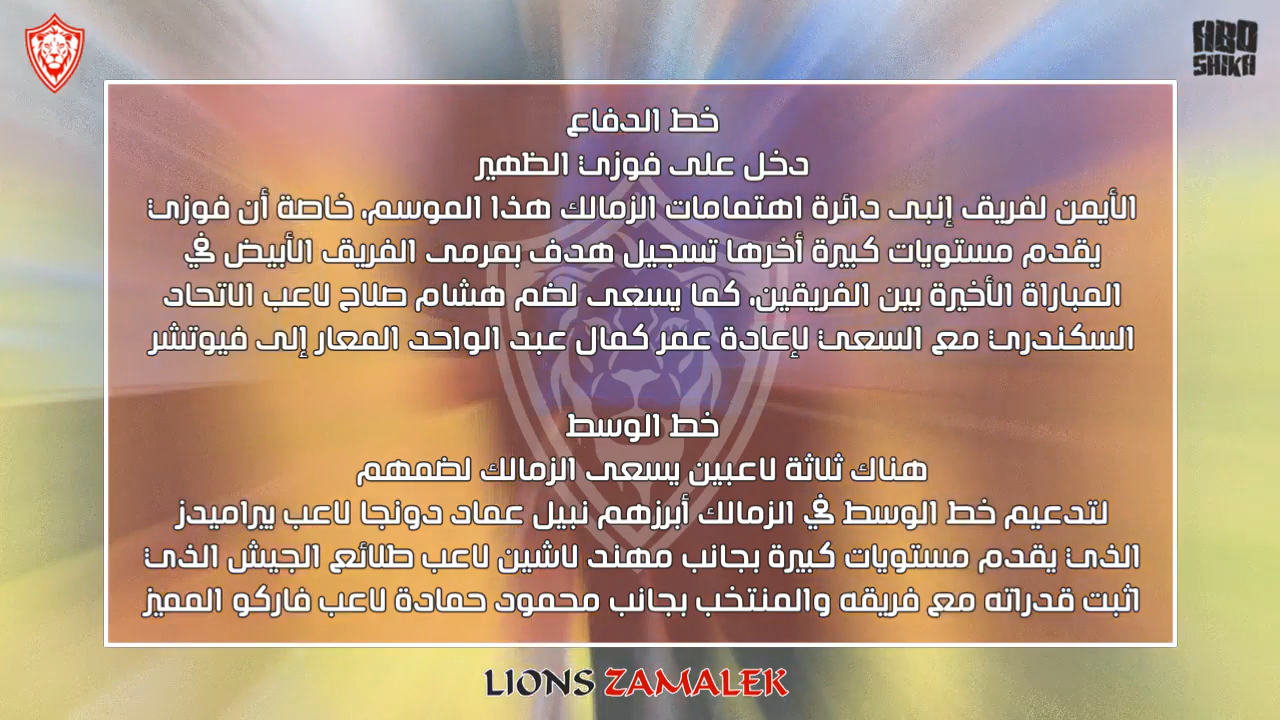 ABO
SHIKA
خط الدفاع
دخل على فوزي الظهير
الأيمن لفريق إنبى دائرة اهتمامات الزمالك هذا الموسم، خاصة أن فوزي
يقدم مستويات كبيرة أخرها تسجيل هدف بمرمى الفريق الأبيض في
المباراة الأخيرة بين الفريقين، كما يسعى لضم هشام صلاح لاعب الاتحاد
السكندري مع السعي لإعادة عمر كمال عبد الواحد المعار إلى فيوتشر
خط الوسط
هناك ثلاثة لاعبين يسعى الزمالك لضمهم
لتدعيم خط الوسط في الزمالك أبرزهم نبيل عماد دونجا لاعب بيراميدز
الذي يقدم مستويات كبيرة بجانب مهند لاشين لاعب طلائع الجيش الذي
اثبت قدراته مع فريقه والمنتخب بجانب محمود حمادة لاعب فاركو المميز
LIONS ZAMALEK